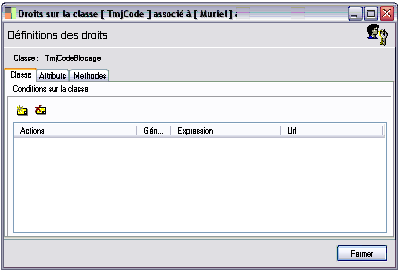 Droits sur la classe [ TmjCode ] associé à [ Muriel ] a
Définitions des droits
Classe : TmjCodeBlocage
Classe Attributs Méthodes
Conditions sur la classe
Actions Gén... Expression Url
Fermer